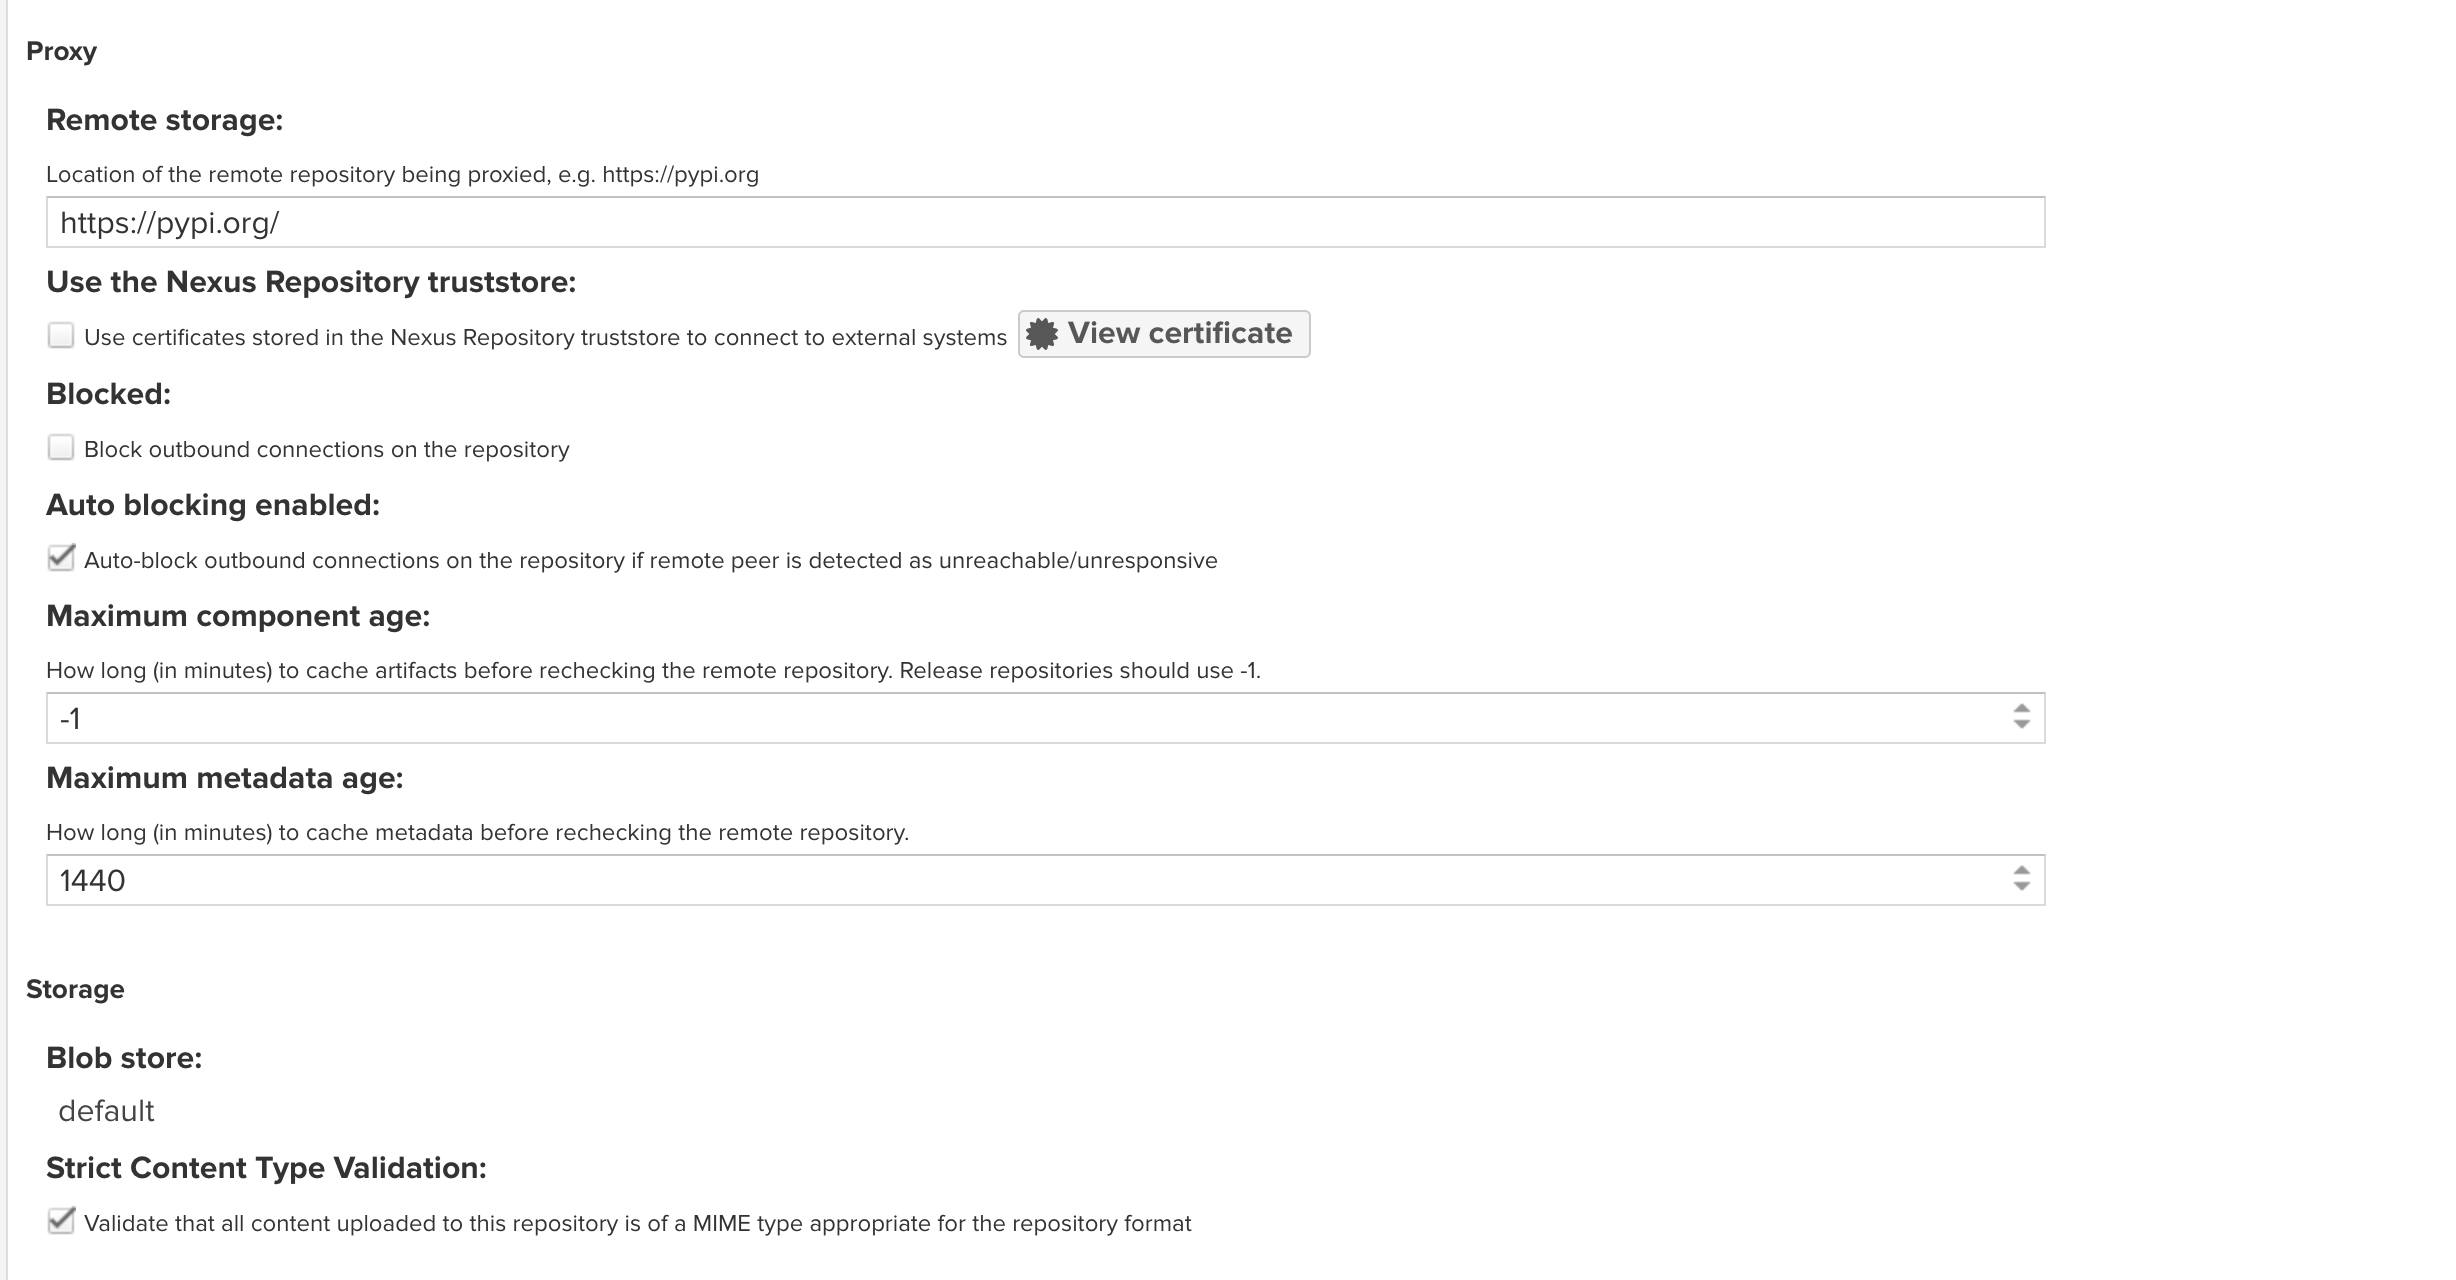 Proxy
Remote storage:
Location of the remote repository being proxied, e.g. https://pypi.org
https://pypi.org/
Use the Nexus Repository truststore:
Use certificates stored in the Nexus Repository truststore to connect to external systems View certificate
Blocked:
Block outbound connections on the repository
Auto blocking enabled:
Auto-block outbound connections on the repository if remote peer is detected as unreachable/unresponsive
Maximum component age:
How long (in minutes) to cache artifacts before rechecking the remote repository. Release repositories should use -1.
-1
Maximum metadata age:
How long (in minutes) to cache metadata before rechecking the remote repository.
1440
Storage
Blob store:
default
Strict Content Type Validation:
Validate that all content uploaded to this repository is of a MIME type appropriate for the repository format